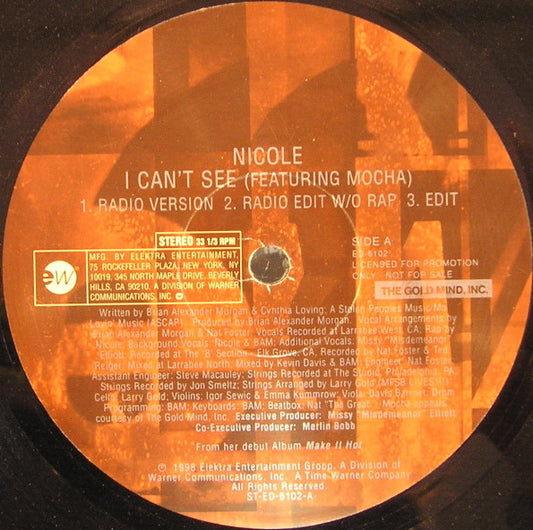 NICOLE
I CAN'T SEE (FEATURING MOCHA)
1. RADIO VERSION 2. RADIO EDIT W/O RAP 3. EDIT
STEREO 33 1/3 RPM
ew
MFG. BY ELEKTRA ENTERTAINMENT,
75 ROCKEFELLER PLAZA, NEW YORK, NY
10019. 345 NORTH MAPLE DRIVE, BEVERLY
HILLS, CA 90210. A DIVISION OF WARNER
COMMUNICATIONS, INC.
SIDE A
ED 6102
LICENSED FOR PROMOTION
ONLY - NOT FOR SALE
THE GOLD MIND, INC.
Written by Brian Alexander Morgan & Cynthia Loving; A Stolen Peoples Music/Mo
Lovin' Music (ASCAP). Produced by Brian Alexander Morgan. Vocal Arrangements by
Brian Alexander Morgan & Nat Foster. Vocals Recorded at Larrabee West, CA; Rap by
Nicole; Background Vocals: Nicole & BAM; Additional Vocals: Missy "Misdemeanor"
Elliott; Recorded at The 'B' Section - Elk Grove, CA; Recorded by Nat Foster & Ted
Reiger; Mixed at Larrabee North; Mixed by Kevin Davis & BAM; Engineer: Nat Foster
Assistant Engineer: Steve Macauley; Strings Recorded at The Studio, Philadelphia, PA
Strings Recorded by Jon Smeltz; Strings Arranged by Larry Gold (MFSB LIVES!!!)
Cello: Larry Gold; Violins: Igor Sewic & Emma Kummrow; Viola: Davis Barnett; Drum
Programming: BAM; Keyboards: BAM; Beatbox: Nat "The Great". Mocha appears
courtesy of The Gold Mind, Inc. Executive Producer: Missy "Misdemeanor" Elliott
Co-Executive Producer: Merlin Bobb
"From her debut Album Make It Hot
℗ 1998 Elektra Entertainment Group, A Division of
Warner Communications, Inc. A Time Warner Company
All Rights Reserved.
ST-ED-6102-A